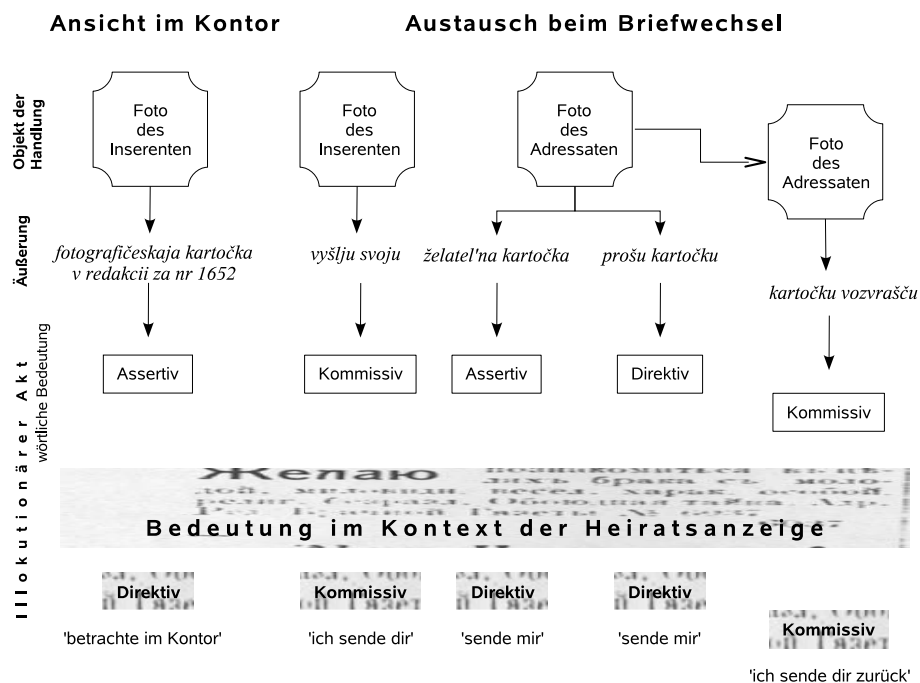 Ansicht im Kontor
Austausch beim Briefwechsel
Objekt der
Handlung
Foto
des
Inserenten
Foto
des
Inserenten
Foto
des
Adressaten
Foto
des
Adressaten
Äußerung
fotografičeskaja kartočka
v redakcii za nr 1652
vyšlju svoju
želatel'na kartočka
prošu kartočku
kartočku vozvrašču
Illokutionärer Akt
wörtliche Bedeutung
Assertiv
Kommissiv
Assertiv
Direktiv
Kommissiv
Желаю
Bedeutung im Kontext der Heiratsanzeige
Direktiv
Kommissiv
Direktiv
Direktiv
Kommissiv
'betrachte im Kontor'
'ich sende dir'
'sende mir'
'sende mir'
'ich sende dir zurück'